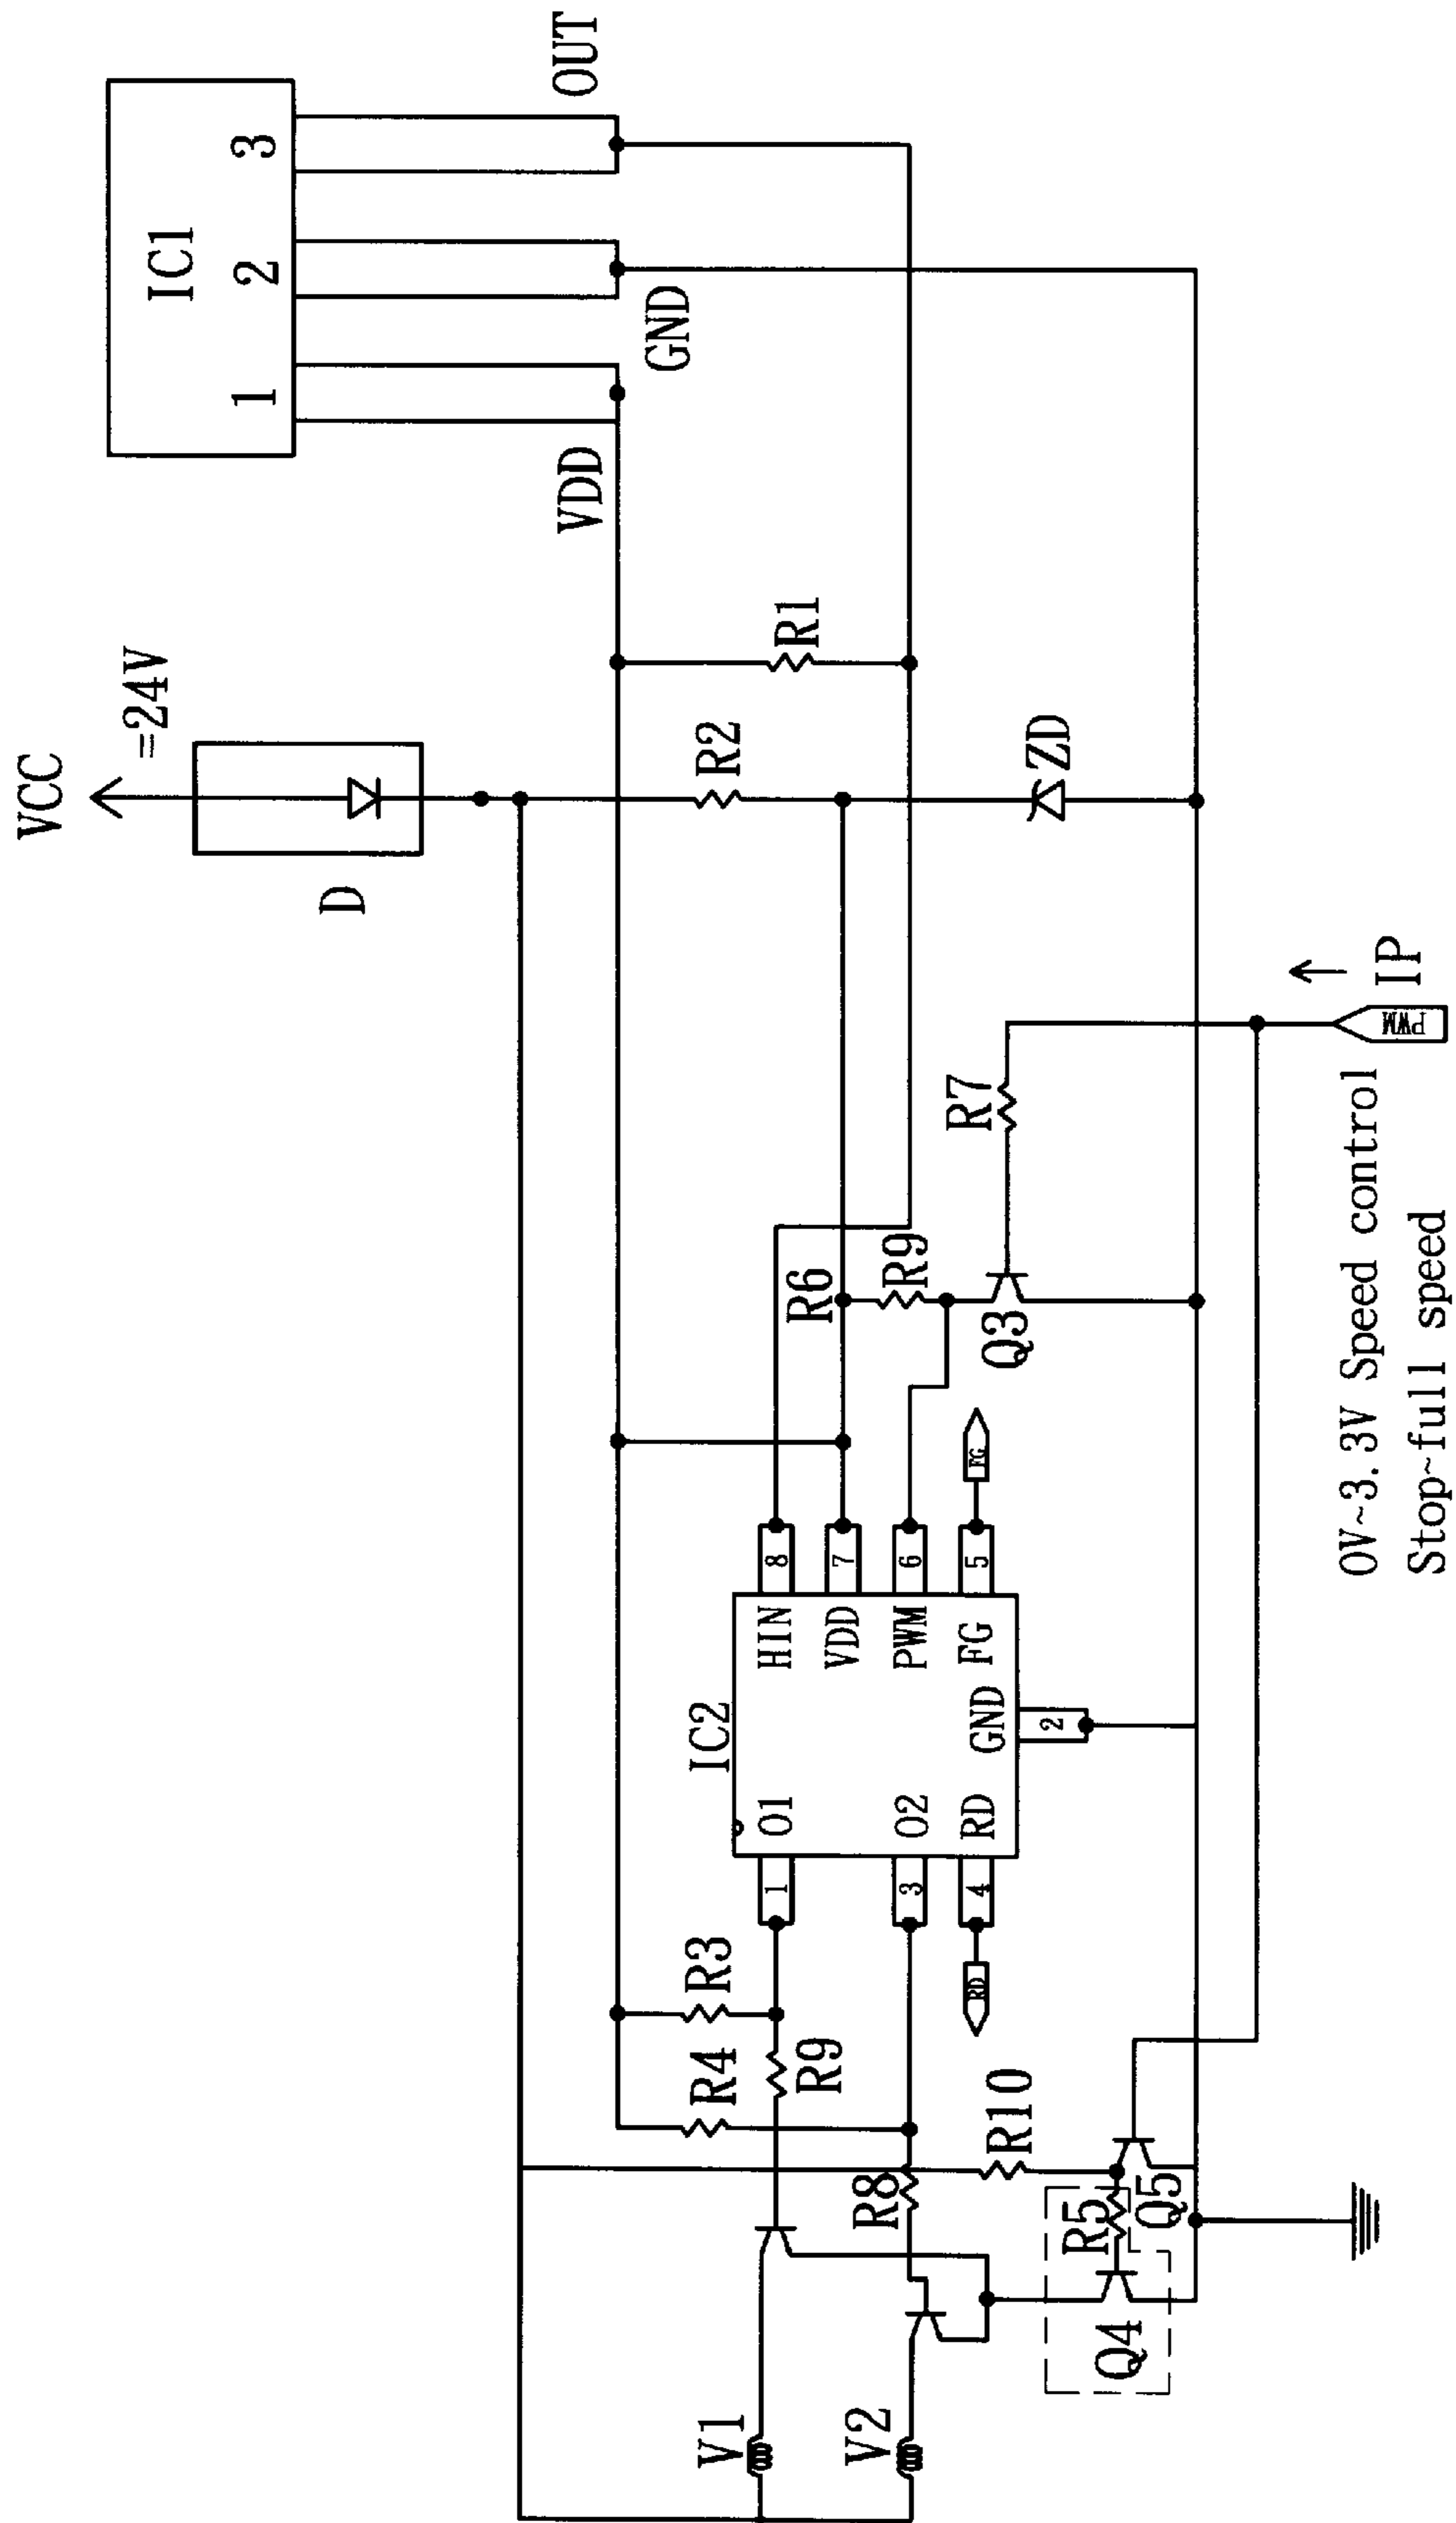 VCC
=24V
D
IC1
1
2
3
VDD
GND
OUT
R2
R1
ZD
R6
R9
R7
Q3
IP
PWM
0V~3.3V Speed control
Stop~full speed
IC2
O1
O2
RD
GND
HIN
VDD
PWM
FG
1
3
4
2
8
7
6
5
FG
RD
R3
R4
R9
R8
R10
R5
Q5
Q4
V1
V2